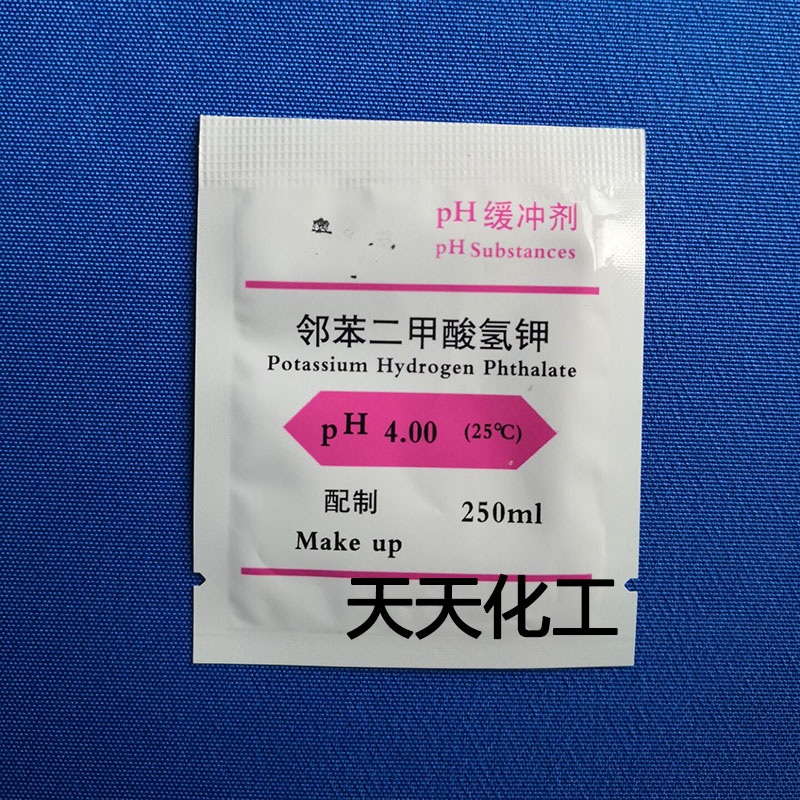 pH缓冲剂
pH Substances
邻苯二甲酸氢钾
Potassium Hydrogen Phthalate
pH 4.00 (25℃)
配制 250ml
Make up
天天化工